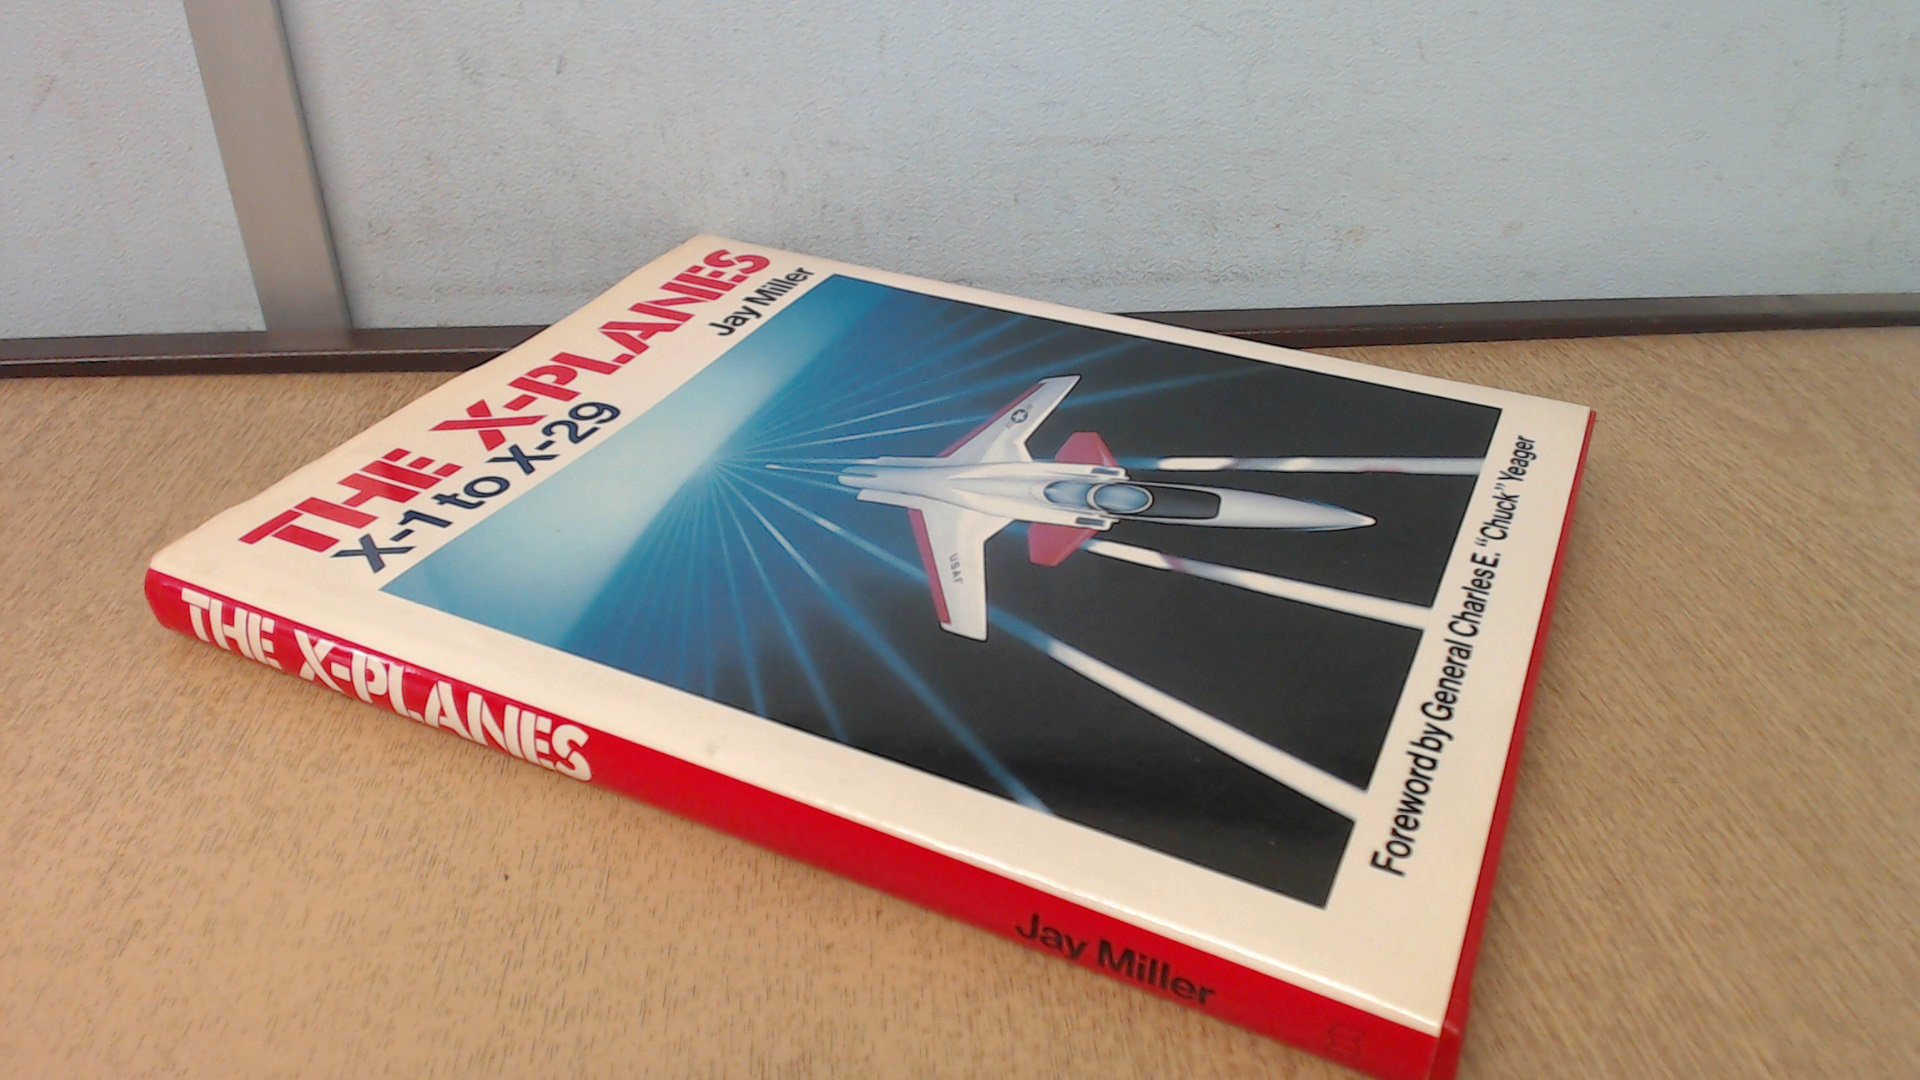 THE X-PLANES
X-1 to X-29
Jay Miller
USAF
Foreword by General Charles E. "Chuck" Yeager
THE X-PLANES
Jay Miller